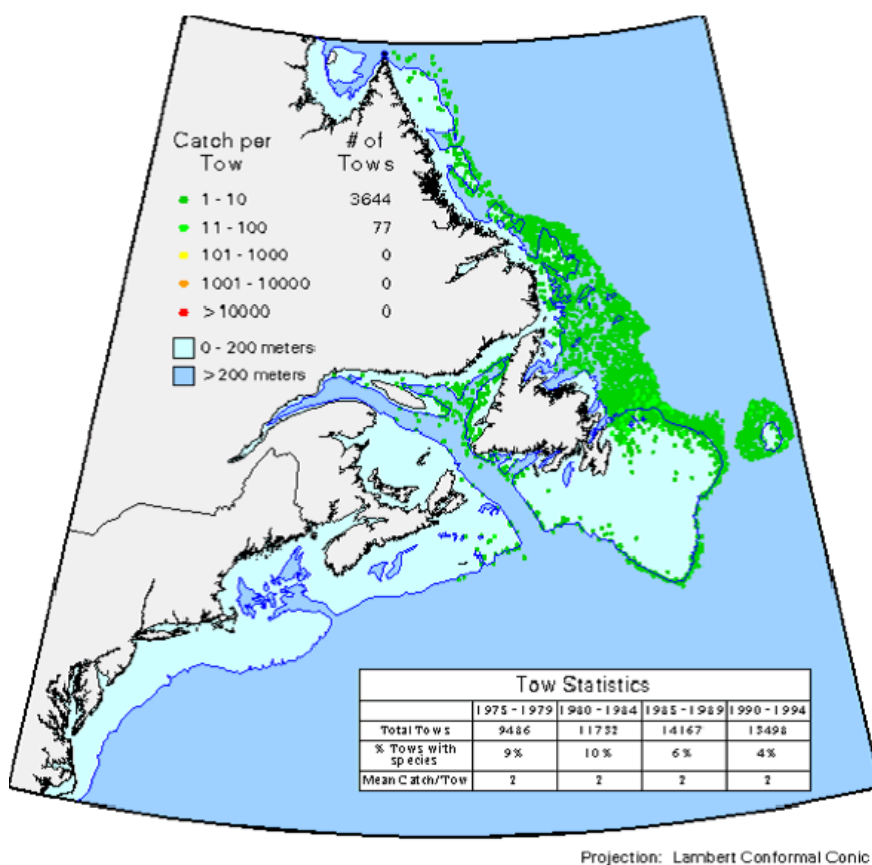 Catch per Tow # of Tows
1 - 10 3644
11 - 100 77
101 - 1000 0
1001 - 10000 0
>10000 0
0 - 200 meters
>200 meters
Tow Statistics
1975 - 1979 1980 - 1984 1985 - 1989 1990 - 1994
Total Tows 9486 11732 14167 13498
% Tows with species 9% 10% 6% 4%
Mean Catch/Tow 2 2 2 2
Projection: Lambert Conformal Conic